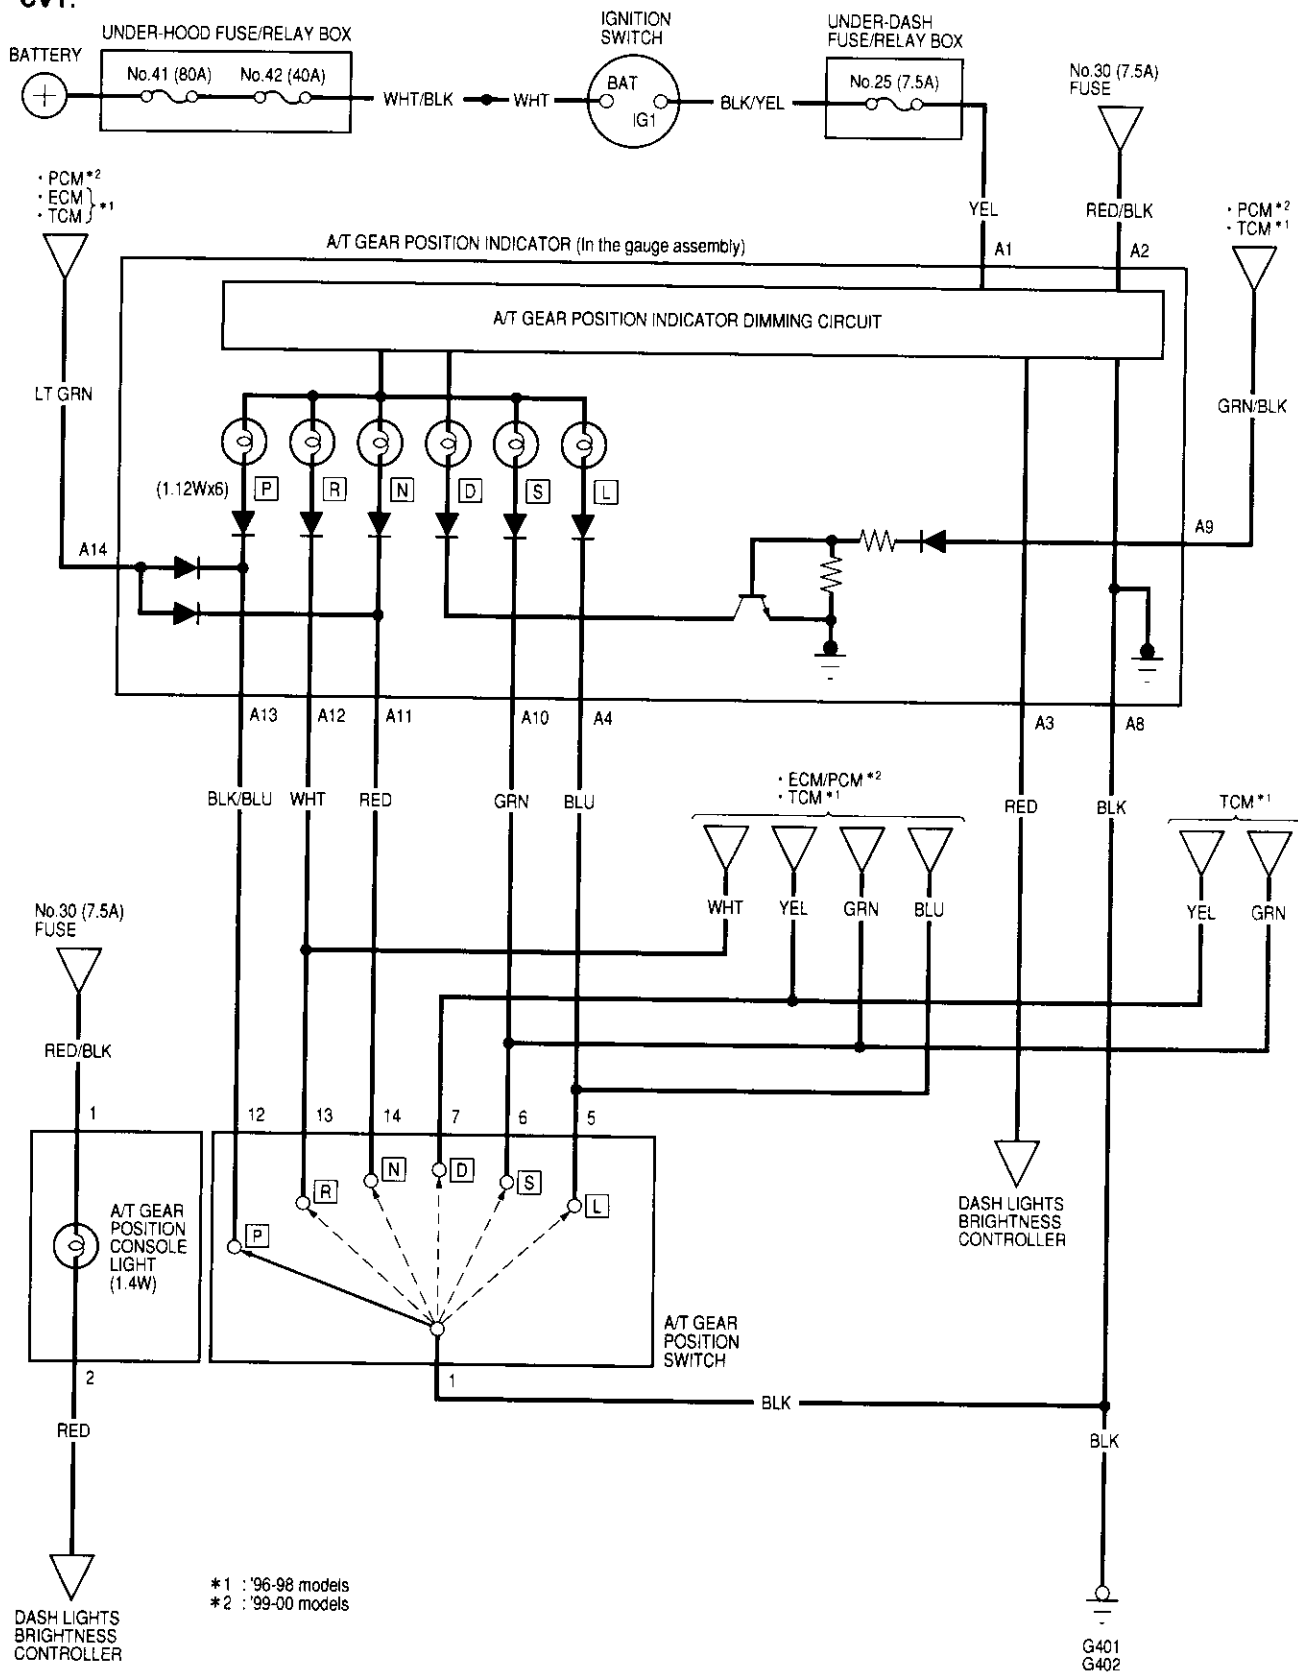 CVT:
UNDER-HOOD FUSE/RELAY BOX
IGNITION
SWITCH
UNDER-DASH
FUSE/RELAY BOX
BATTERY
No.41 (80A)
No.42 (40A)
WHT/BLK
WHT
BAT
IG1
BLK/YEL
No.25 (7.5A)
No.30 (7.5A)
FUSE
· PCM*2
· ECM
· TCM }*1
YEL
RED/BLK
· PCM*2
· TCM*1
A/T GEAR POSITION INDICATOR (In the gauge assembly)
A1
A2
A/T GEAR POSITION INDICATOR DIMMING CIRCUIT
LT GRN
GRN/BLK
(1.12Wx6)
P
R
N
D
S
L
A14
A9
A13
A12
A11
A10
A4
A3
A8
BLK/BLU
WHT
RED
GRN
BLU
· ECM/PCM*2
· TCM*1
RED
BLK
TCM*1
WHT
YEL
GRN
BLU
YEL
GRN
No.30 (7.5A)
FUSE
RED/BLK
1
12
13
14
7
6
5
A/T GEAR
POSITION
CONSOLE
LIGHT
(1.4W)
P
R
N
D
S
L
DASH LIGHTS
BRIGHTNESS
CONTROLLER
A/T GEAR
POSITION
SWITCH
2
1
BLK
RED
BLK
DASH LIGHTS
BRIGHTNESS
CONTROLLER
*1 : '96-98 models
*2 : '99-00 models
G401
G402